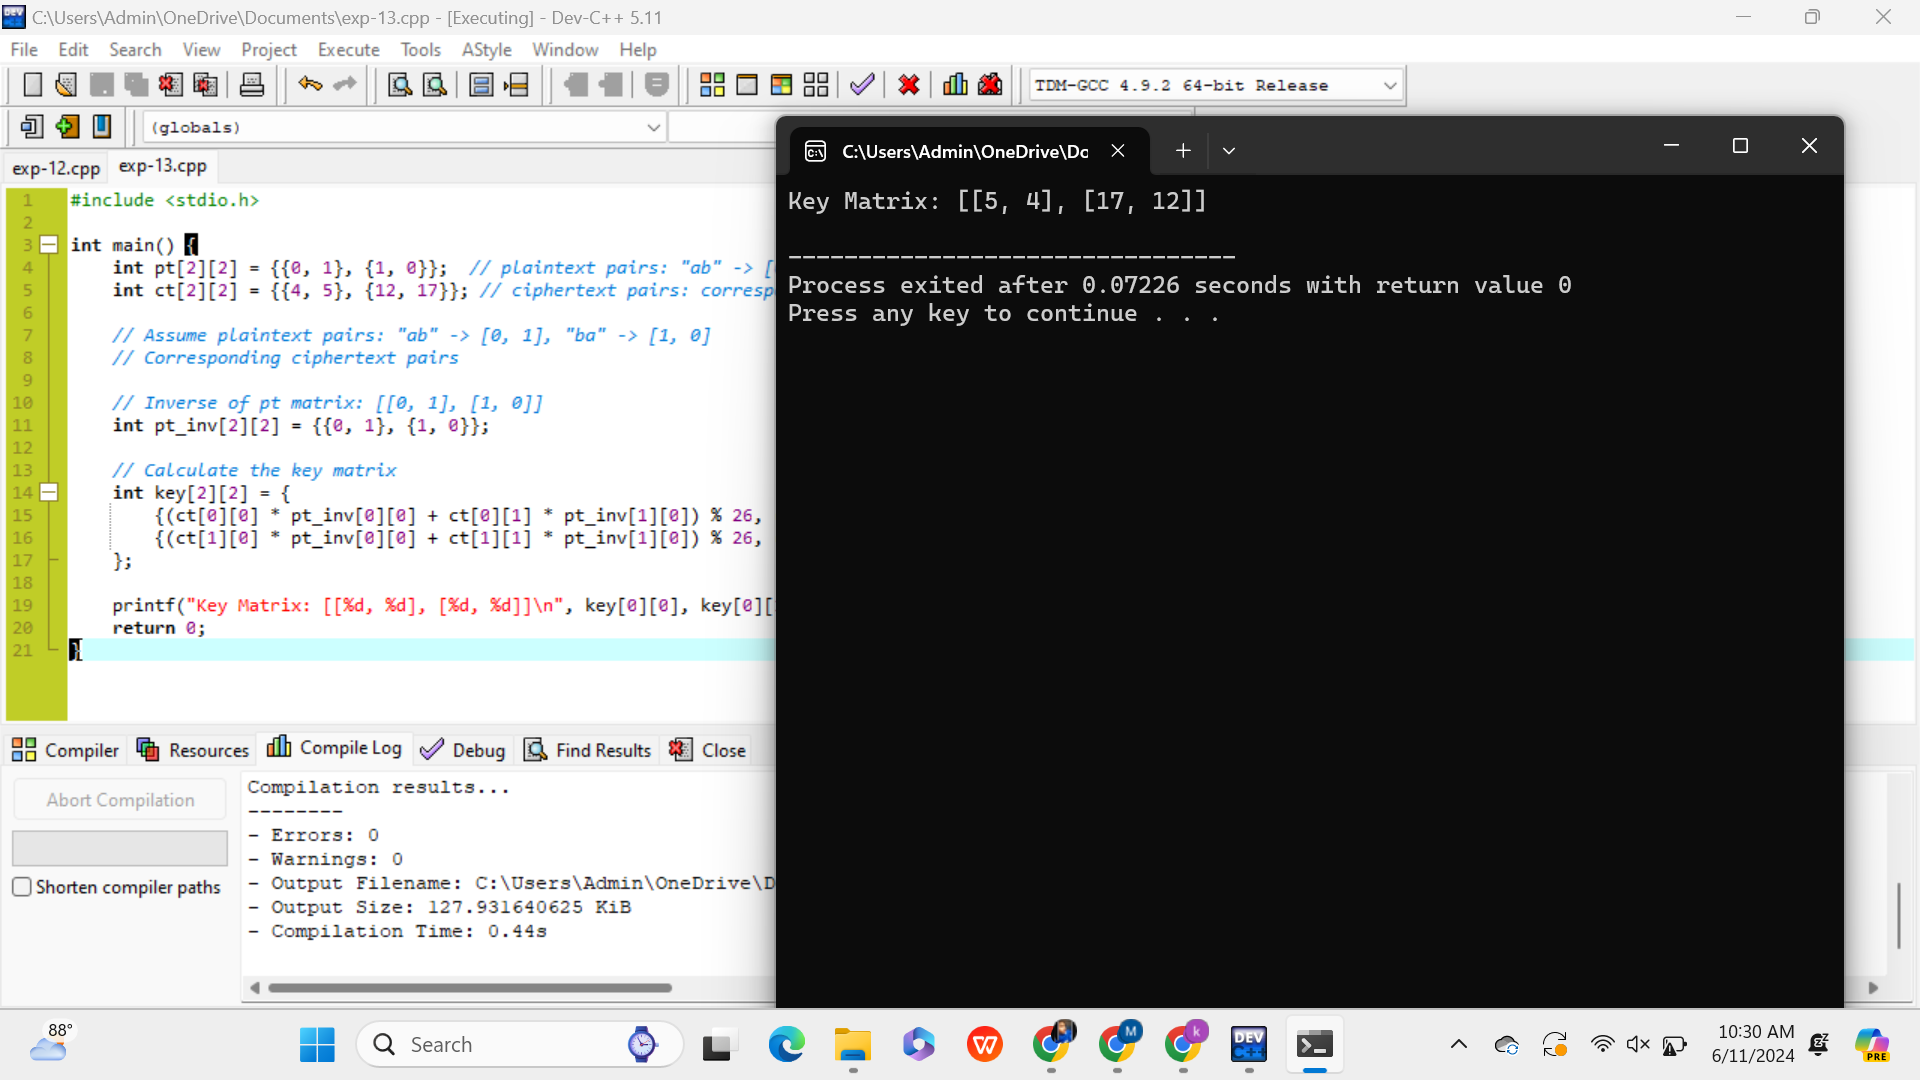 C:\Users\Admin\OneDrive\Documents\exp-13.cpp - [Executing] - Dev-C++ 5.11
File Edit Search View Project Execute Tools AStyle Window Help
TDM-GCC 4.9.2 64-bit Release
(globals)
exp-12.cpp exp-13.cpp
1 #include <stdio.h>
2
3 int main() {
4 int pt[2][2] = {{0, 1}, {1, 0}}; // plaintext pairs: "ab" -> [
5 int ct[2][2] = {{4, 5}, {12, 17}}; // ciphertext pairs: corresp
6
7 // Assume plaintext pairs: "ab" -> [0, 1], "ba" -> [1, 0]
8 // Corresponding ciphertext pairs
9
10 // Inverse of pt matrix: [[0, 1], [1, 0]]
11 int pt_inv[2][2] = {{0, 1}, {1, 0}};
12
13 // Calculate the key matrix
14 int key[2][2] = {
15 {(ct[0][0] * pt_inv[0][0] + ct[0][1] * pt_inv[1][0]) % 26,
16 {(ct[1][0] * pt_inv[0][0] + ct[1][1] * pt_inv[1][0]) % 26,
17 };
18
19 printf("Key Matrix: [[%d, %d], [%d, %d]]\n", key[0][0], key[0][
20 return 0;
21 }
C:\Users\Admin\OneDrive\Dc
Key Matrix: [[5, 4], [17, 12]]
--------------------------------
Process exited after 0.07226 seconds with return value 0
Press any key to continue . . .
Compiler Resources Compile Log Debug Find Results Close
Abort Compilation
Shorten compiler paths
Compilation results...
--------
- Errors: 0
- Warnings: 0
- Output Filename: C:\Users\Admin\OneDrive\D
- Output Size: 127.931640625 KiB
- Compilation Time: 0.44s
88°
Search
M
k
DEV
C++
10:30 AM
6/11/2024
PRE